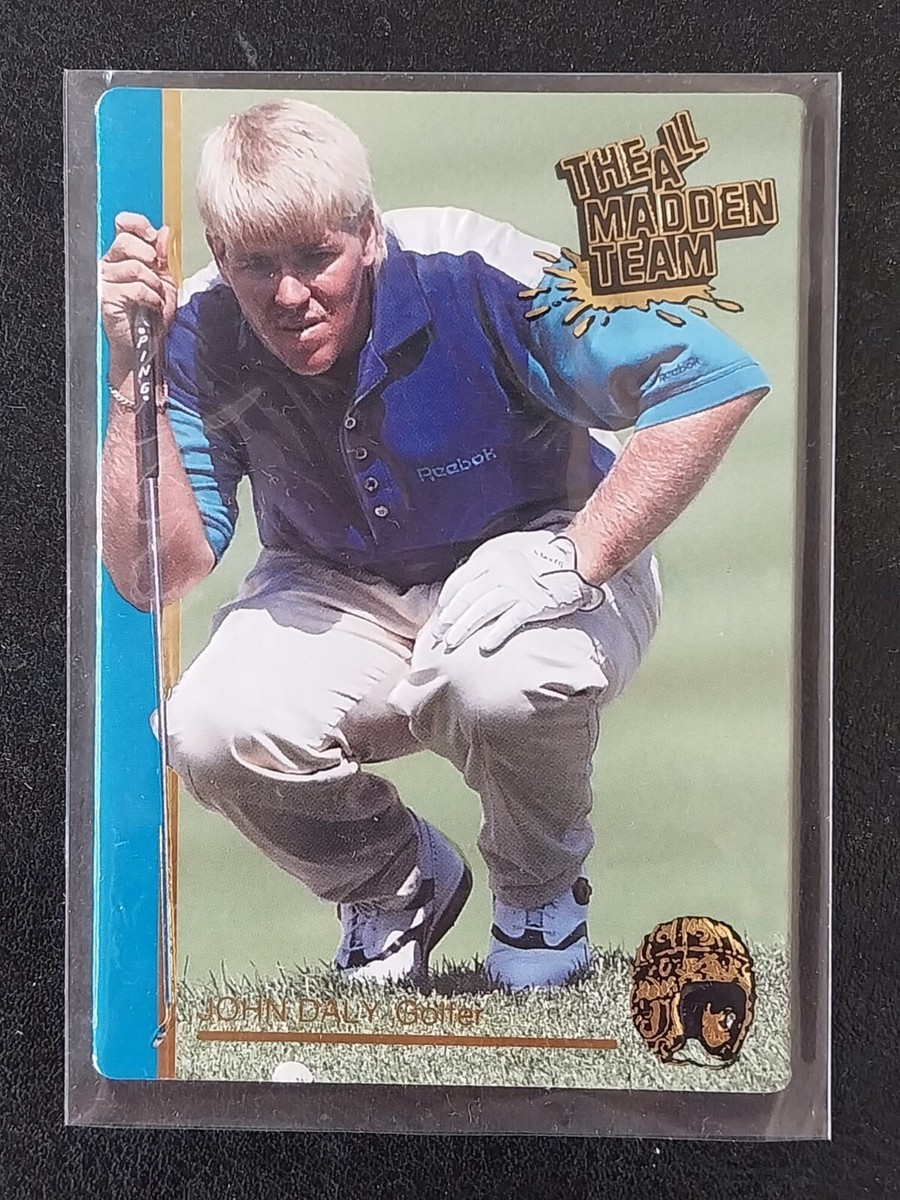 THE ALL
MADDEN
TEAM
PING
Reebok
Reebok
JOHN DALY Golfer